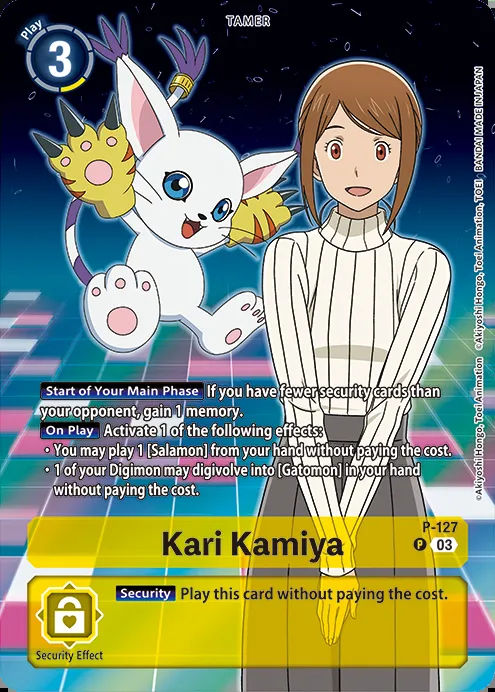 TAMER
Play
3
Start of Your Main Phase If you have fewer security cards than
your opponent, gain 1 memory.
On Play Activate 1 of the following effects:
・You may play 1 [Salamon] from your hand without paying the cost.
・1 of your Digimon may digivolve into [Gatomon] in your hand
without paying the cost.
P-127
Kari Kamiya
P 03
Security Play this card without paying the cost.
Security Effect
©Akiyoshi Hongo, Toei Animation ©Akiyoshi Hongo, Toei Animation, TOEI BANDAI MADE IN JAPAN